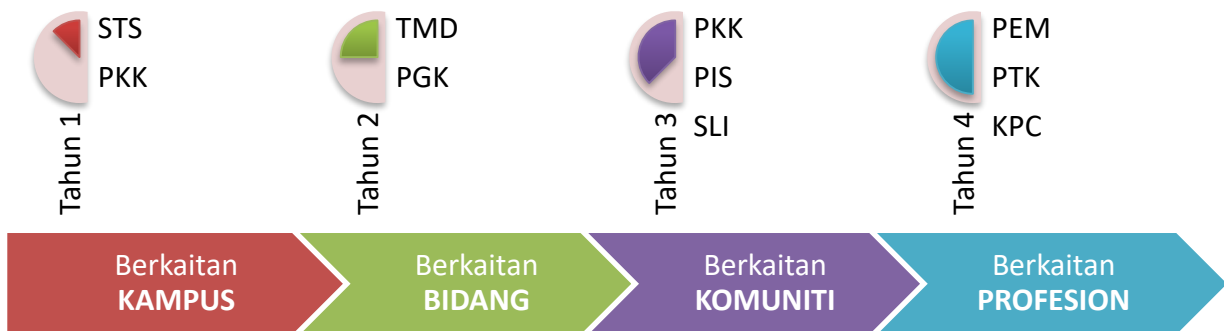 STS
PKK
Tahun 1
TMD
PGK
Tahun 2
PKK
PIS
SLI
Tahun 3
PEM
PTK
KPC
Tahun 4
Berkaitan
KAMPUS
Berkaitan
BIDANG
Berkaitan
KOMUNITI
Berkaitan
PROFESION